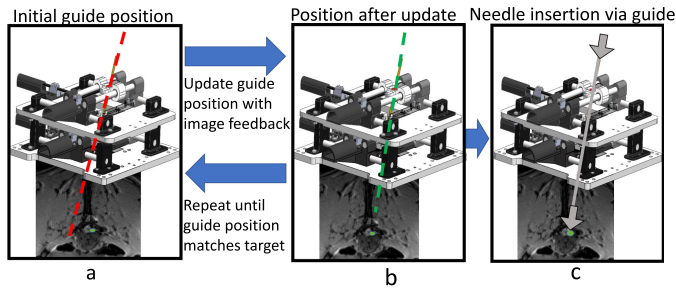 Initial guide position
Position after update
Needle insertion via guide
Update guide
position with
image feedback
Repeat until
guide position
matches target
a
b
c